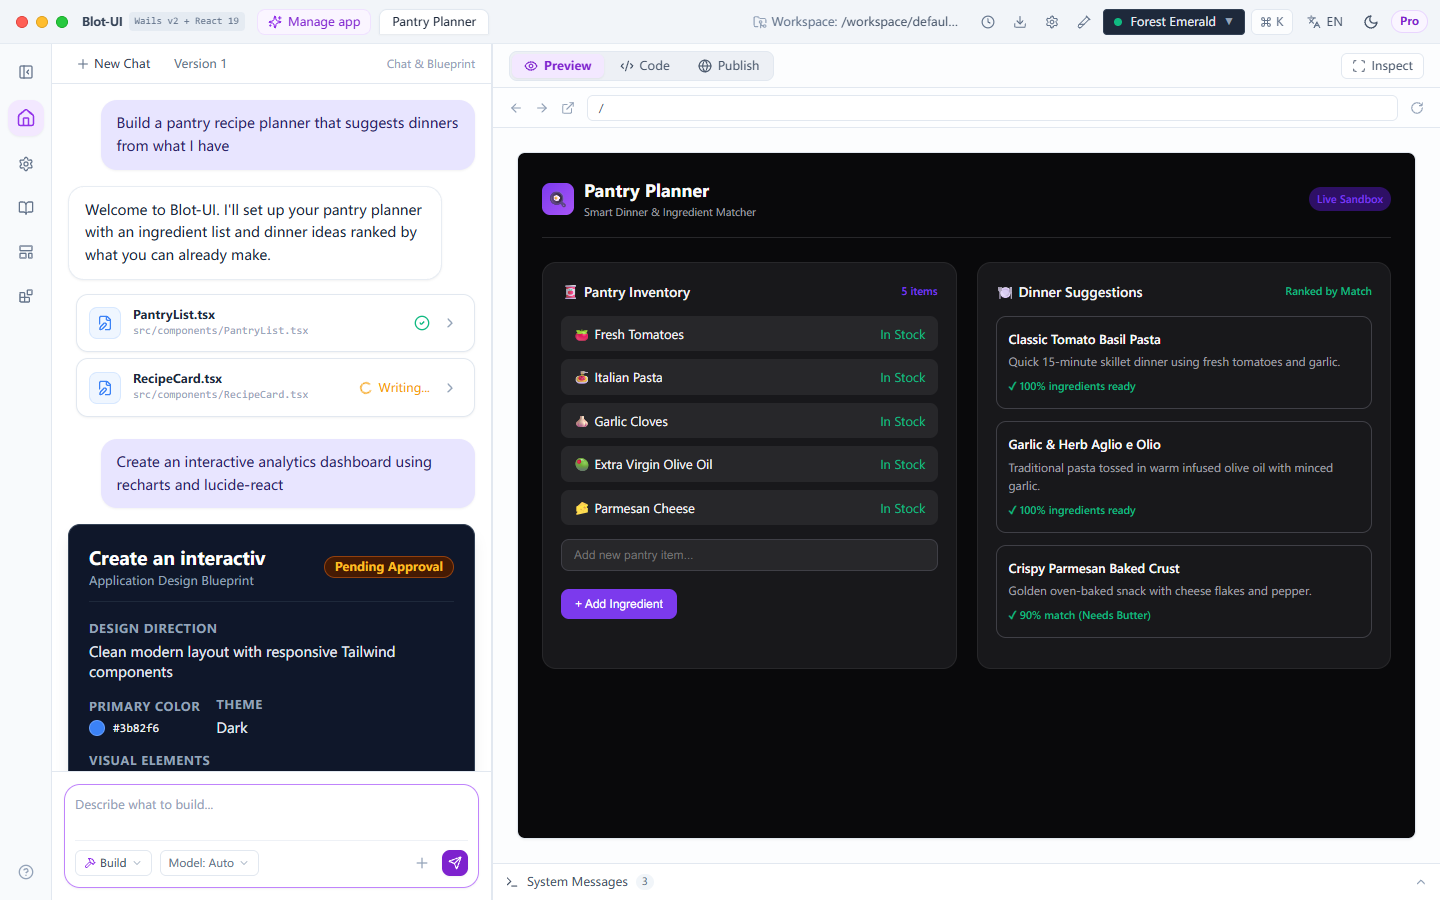 Blot-UI
Wails v2 + React 19
Manage app
Pantry Planner
Workspace: /workspace/defaul...
Forest Emerald ▼
⌘ K
EN
Pro
+ New Chat
Version 1
Chat & Blueprint
Build a pantry recipe planner that suggests dinners
from what I have
Welcome to Blot-UI. I'll set up your pantry planner
with an ingredient list and dinner ideas ranked by
what you can already make.
PantryList.tsx
src/components/PantryList.tsx
RecipeCard.tsx
src/components/RecipeCard.tsx
Writing...
Create an interactive analytics dashboard using
recharts and lucide-react
Create an interactiv
Pending Approval
Application Design Blueprint
DESIGN DIRECTION
Clean modern layout with responsive Tailwind
components
PRIMARY COLOR
THEME
#3b82f6
Dark
VISUAL ELEMENTS
Describe what to build...
Build
Model: Auto
Preview
</> Code
Publish
Inspect
/
Pantry Planner
Smart Dinner & Ingredient Matcher
Live Sandbox
Pantry Inventory
5 items
Fresh Tomatoes
In Stock
Italian Pasta
In Stock
Garlic Cloves
In Stock
Extra Virgin Olive Oil
In Stock
Parmesan Cheese
In Stock
Add new pantry item...
+ Add Ingredient
Dinner Suggestions
Ranked by Match
Classic Tomato Basil Pasta
Quick 15-minute skillet dinner using fresh tomatoes and garlic.
✓ 100% ingredients ready
Garlic & Herb Aglio e Olio
Traditional pasta tossed in warm infused olive oil with minced
garlic.
✓ 100% ingredients ready
Crispy Parmesan Baked Crust
Golden oven-baked snack with cheese flakes and pepper.
✓ 90% match (Needs Butter)
System Messages
3